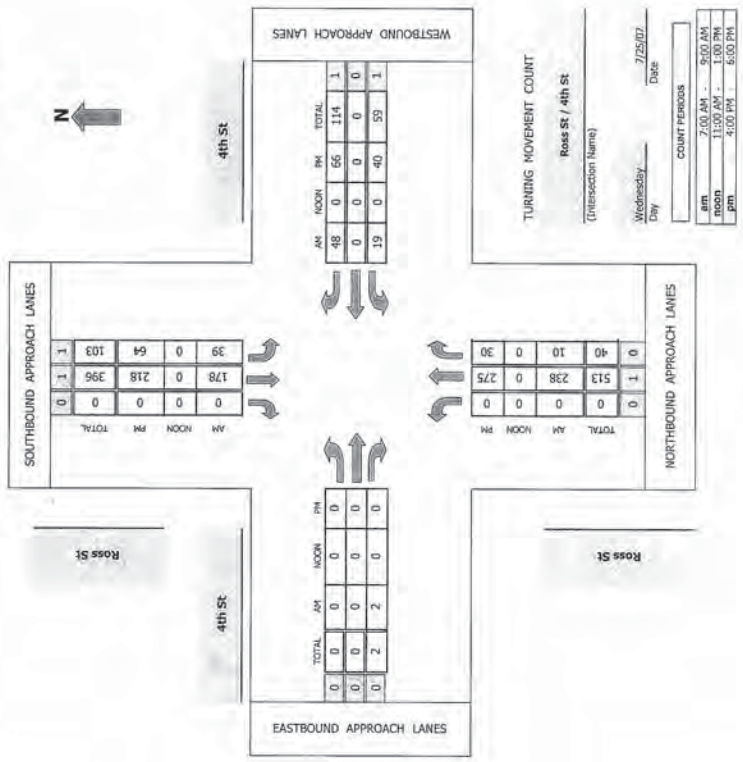 WESTBOUND APPROACH LANES
N
4th St
AM NOON PM TOTAL
48 0 66 114 1
0 0 0 0 0
19 0 40 59 1
SOUTHBOUND APPROACH LANES
0 1 1
0 396 103
0 218 64
0 0 0
0 178 39
TOTAL
PM
NOON
AM
Ross St
4th St
TOTAL AM NOON PM
0 0 0 0 0
0 0 0 0 0
0 2 2 0 0
EASTBOUND APPROACH LANES
PM
NOON
AM
TOTAL
0 275 30
0 0 0
0 238 10
0 513 40
0 1 0
NORTHBOUND APPROACH LANES
Ross St
TURNING MOVEMENT COUNT
Ross St / 4th St
(Intersection Name)
Wednesday 7/25/07
Day Date
COUNT PERIODS
am 7:00 AM - 9:00 AM
noon 11:00 AM - 1:00 PM
pm 4:00 PM - 6:00 PM